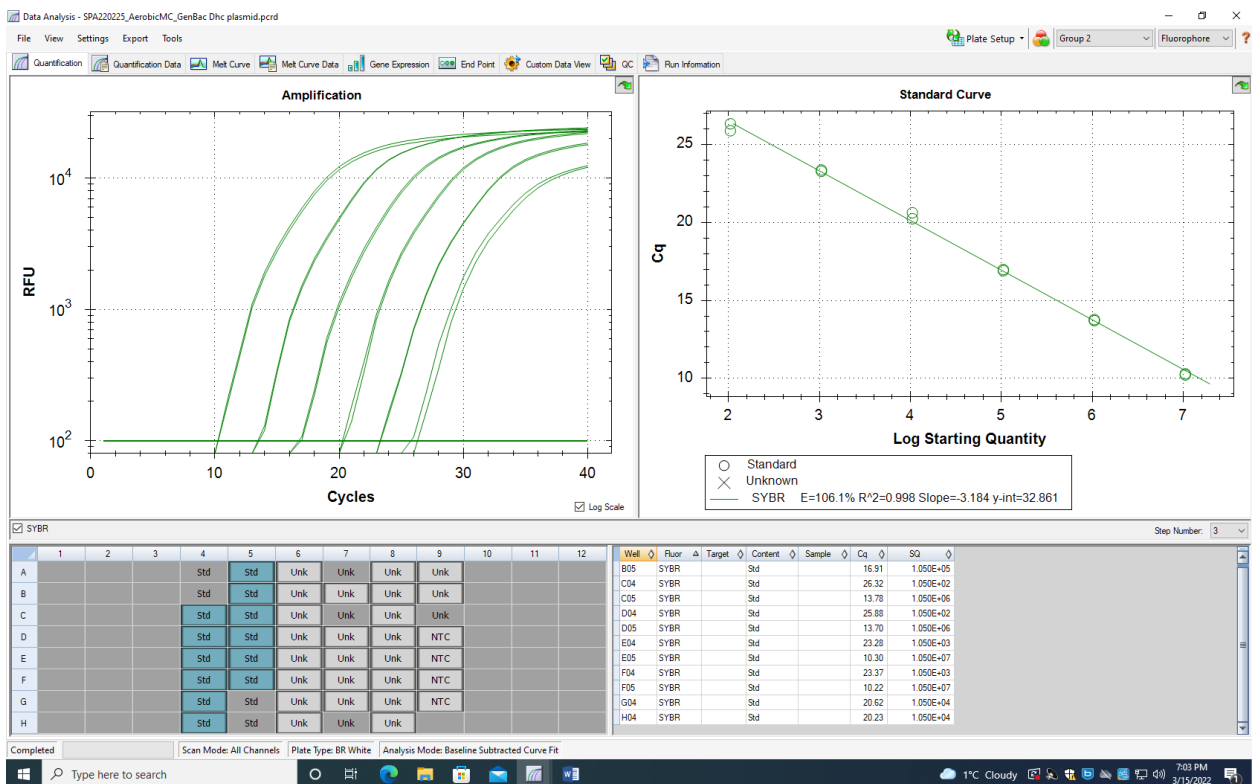 Data Analysis - SPA220225_AerobicMC_GenBac Dhc plasmid.pcrd
File View Settings Export Tools
Plate Setup Group 2 Fluorophore ?
Quantification Quantification Data Melt Curve Melt Curve Data Gene Expression End Point Custom Data View QC Run Information
Amplification
RFU
10^4
10^3
10^2
0 10 20 30 40
Cycles
Log Scale
Standard Curve
Cq
25
20
15
10
2 3 4 5 6 7
Log Starting Quantity
Standard
Unknown
SYBR E=106.1% R^2=0.998 Slope=-3.184 y-int=32.861
SYBR
Step Number: 3
1 2 3 4 5 6 7 8 9 10 11 12
A Std Std Unk Unk Unk Unk
B Std Std Unk Unk Unk Unk
C Std Std Unk Unk Unk Unk
D Std Std Unk Unk Unk NTC
E Std Std Unk Unk Unk NTC
F Std Std Unk Unk Unk NTC
G Std Std Unk Unk Unk NTC
H Std Std Unk Unk Unk
Well Fluor Target Content Sample Cq SQ
B05 SYBR Std 16.91 1.050E+05
C04 SYBR Std 26.32 1.050E+02
C05 SYBR Std 13.78 1.050E+06
D04 SYBR Std 25.88 1.050E+02
D05 SYBR Std 13.70 1.050E+06
E04 SYBR Std 23.28 1.050E+03
E05 SYBR Std 10.30 1.050E+07
F04 SYBR Std 23.37 1.050E+03
F05 SYBR Std 10.22 1.050E+07
G04 SYBR Std 20.62 1.050E+04
H04 SYBR Std 20.23 1.050E+04
Completed Scan Mode: All Channels Plate Type: BR White Analysis Mode: Baseline Subtracted Curve Fit
Type here to search
1°C Cloudy
7:03 PM
3/15/2022